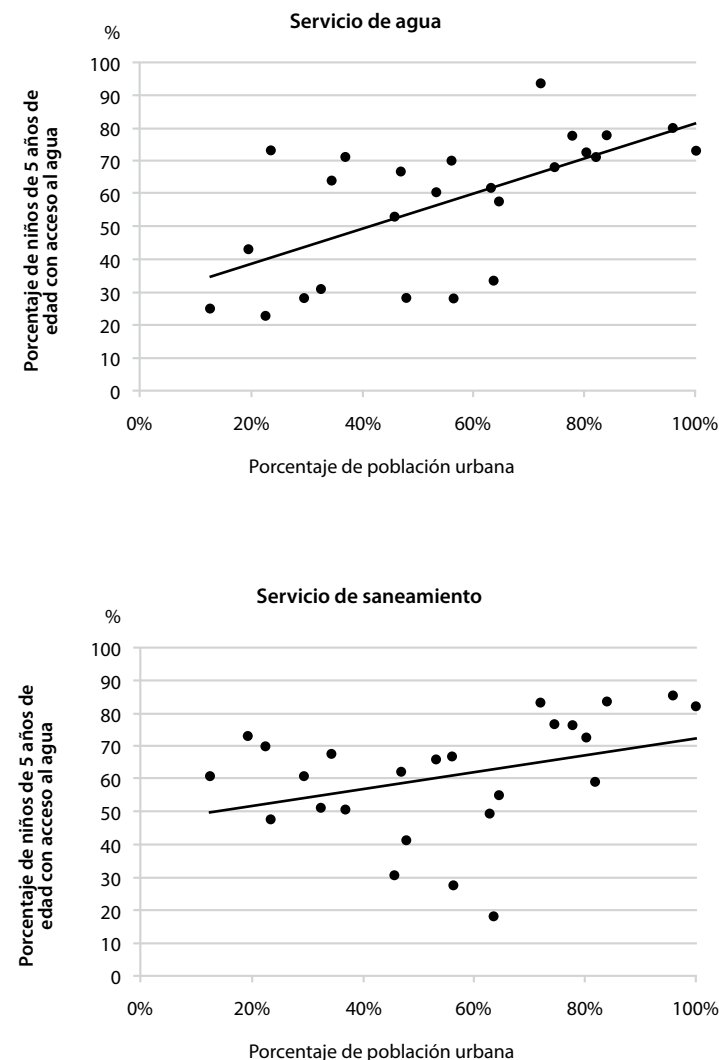 Servicio de agua
%
Porcentaje de niños de 5 años de
edad con acceso al agua
100
90
80
70
60
50
40
30
20
10
0
0% 20% 40% 60% 80% 100%
Porcentaje de población urbana
Servicio de saneamiento
%
Porcentaje de niños de 5 años de
edad con acceso al agua
100
90
80
70
60
50
40
30
20
10
0
0% 20% 40% 60% 80% 100%
Porcentaje de población urbana